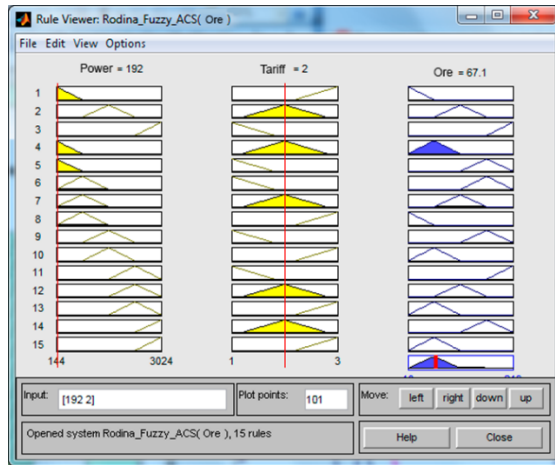 Rule Viewer: Rodina_Fuzzy_ACS( Ore )
File Edit View Options
Power = 192
Tariff = 2
Ore = 67.1
1
2
3
4
5
6
7
8
9
10
11
12
13
14
15
144
3024
1
3
Input:
[192 2]
Plot points:
101
Move:
left
right
down
up
Opened system Rodina_Fuzzy_ACS( Ore ), 15 rules
Help
Close